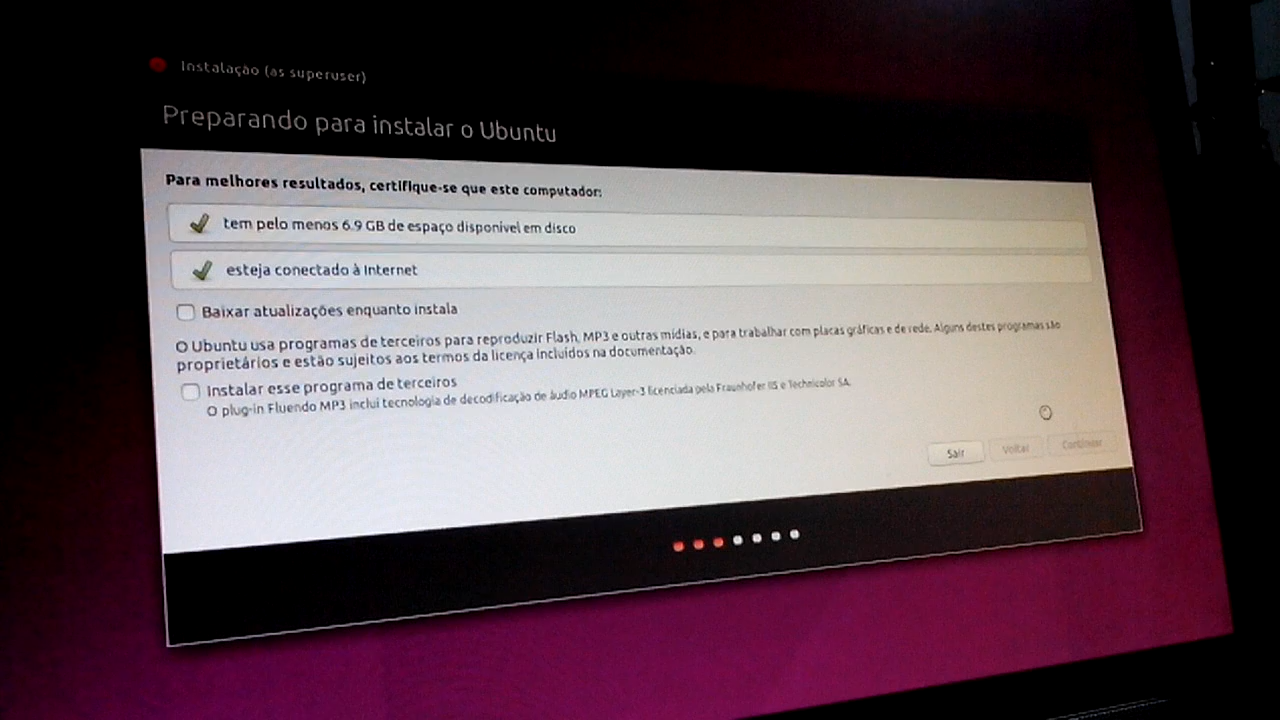 Instalação (as superuser)
Preparando para instalar o Ubuntu
Para melhores resultados, certifique-se que este computador:
tem pelo menos 6.9 GB de espaço disponível em disco
esteja conectado à Internet
Baixar atualizações enquanto instala
O Ubuntu usa programas de terceiros para reproduzir Flash, MP3 e outras mídias, e para trabalhar com placas gráficas e de rede. Alguns destes programas são
proprietários e estão sujeitos aos termos da licença incluídos na documentação.
Instalar esse programa de terceiros
O plug-in Fluendo MP3 inclui tecnologia de decodificação de áudio MPEG Layer-3 licenciada pela Fraunhofer IIS e Technicolor SA.
Sair Voltar Continuar